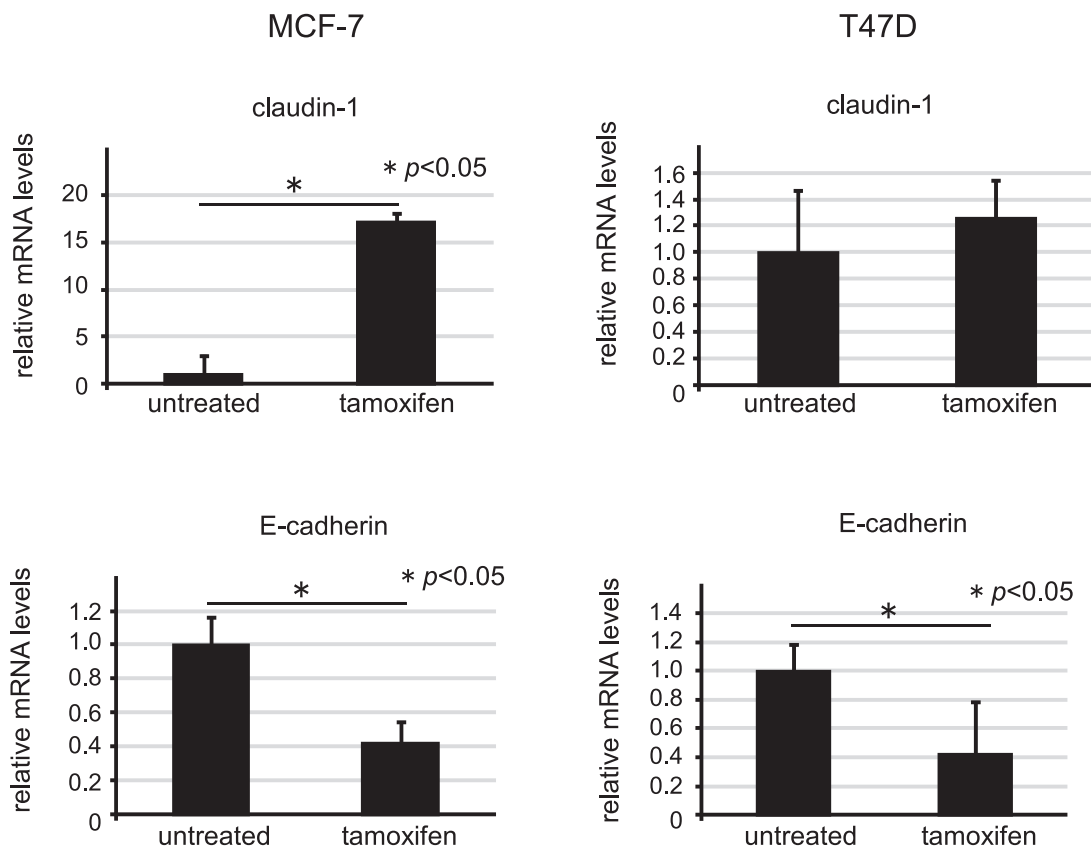 MCF-7
claudin-1
relative mRNA levels
* p<0.05
*
20
15
10
5
0
untreated tamoxifen
T47D
claudin-1
relative mRNA levels
1.6
1.4
1.2
1.0
0.8
0.6
0.4
0.2
0
untreated tamoxifen
E-cadherin
relative mRNA levels
* p<0.05
*
1.2
1.0
0.8
0.6
0.4
0.2
0
untreated tamoxifen
E-cadherin
relative mRNA levels
* p<0.05
*
1.4
1.2
1.0
0.8
0.6
0.4
0.2
0
untreated tamoxifen